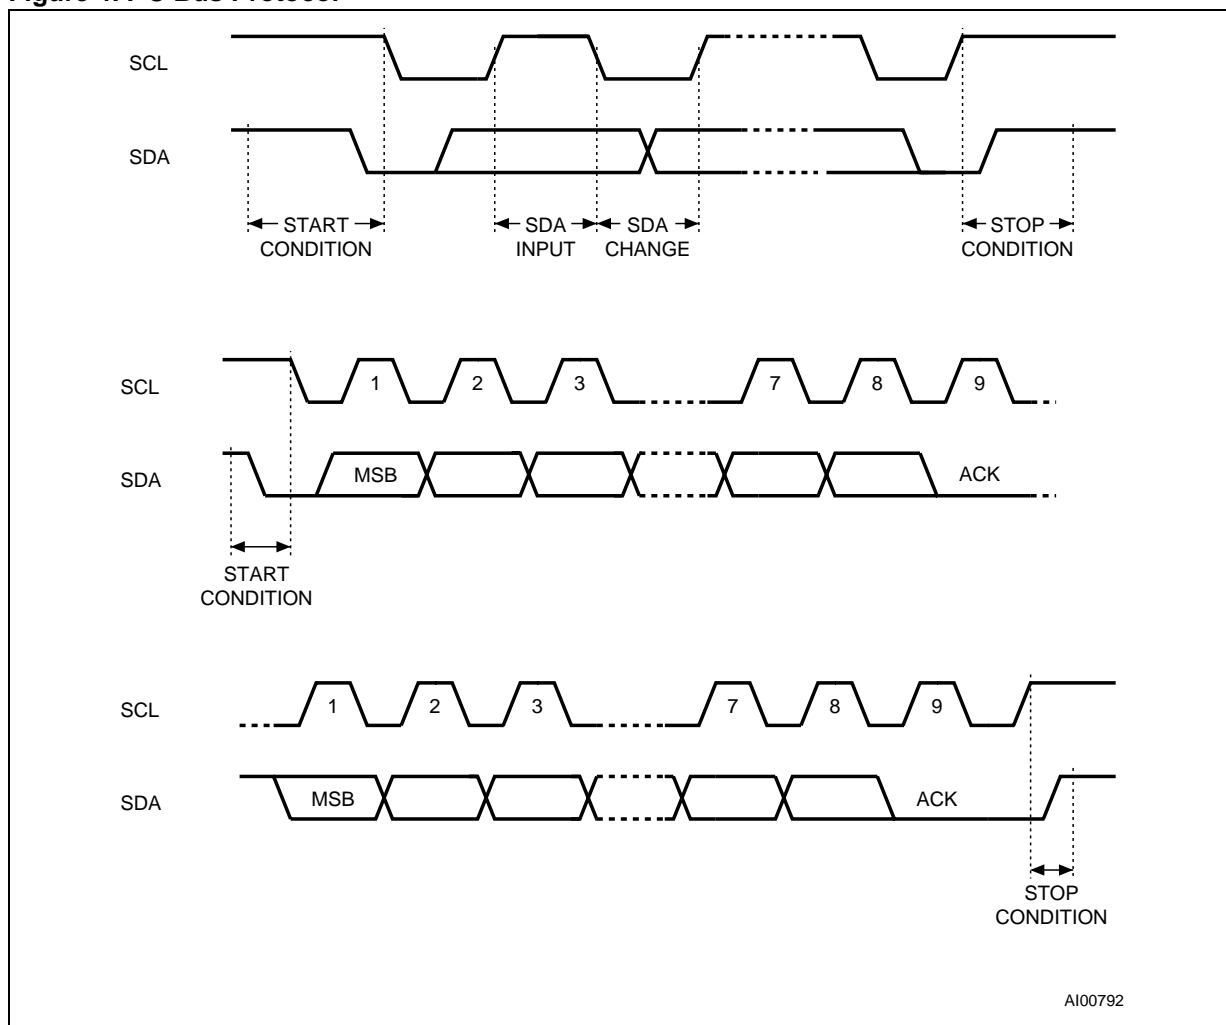 SCL
SDA
START
CONDITION
SDA
INPUT
SDA
CHANGE
STOP
CONDITION
SCL
1 2 3 7 8 9
SDA
MSB ACK
START
CONDITION
SCL
1 2 3 7 8 9
SDA
MSB ACK
STOP
CONDITION
AI00792